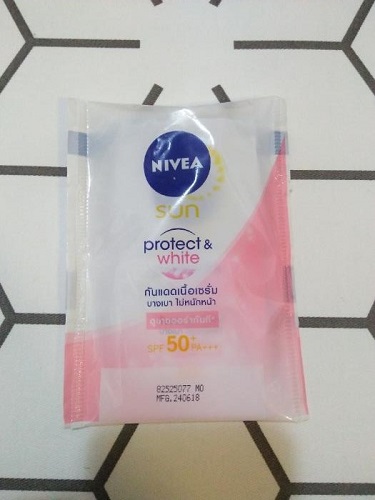 NIVEA
sun
protect &
white
กันแดดเนื้อเซรั่ม
บางเบา ไม่หนักหน้า
SPF 50+ PA+++
02525077 MO
MFG.240618